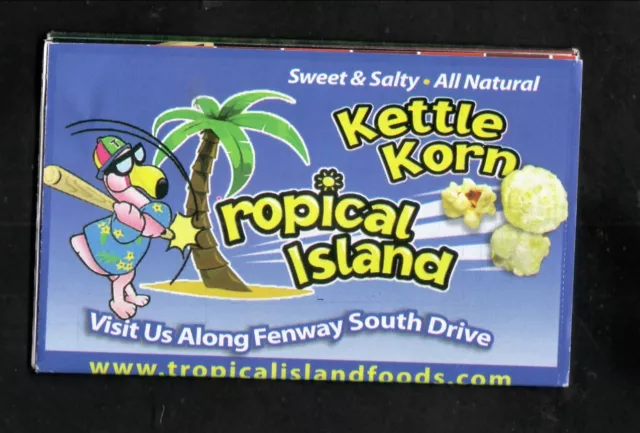 Sweet & Salty • All Natural
Kettle
Korn
Tropical
Island
Visit Us Along Fenway South Drive
www.tropicalislandfoods.com